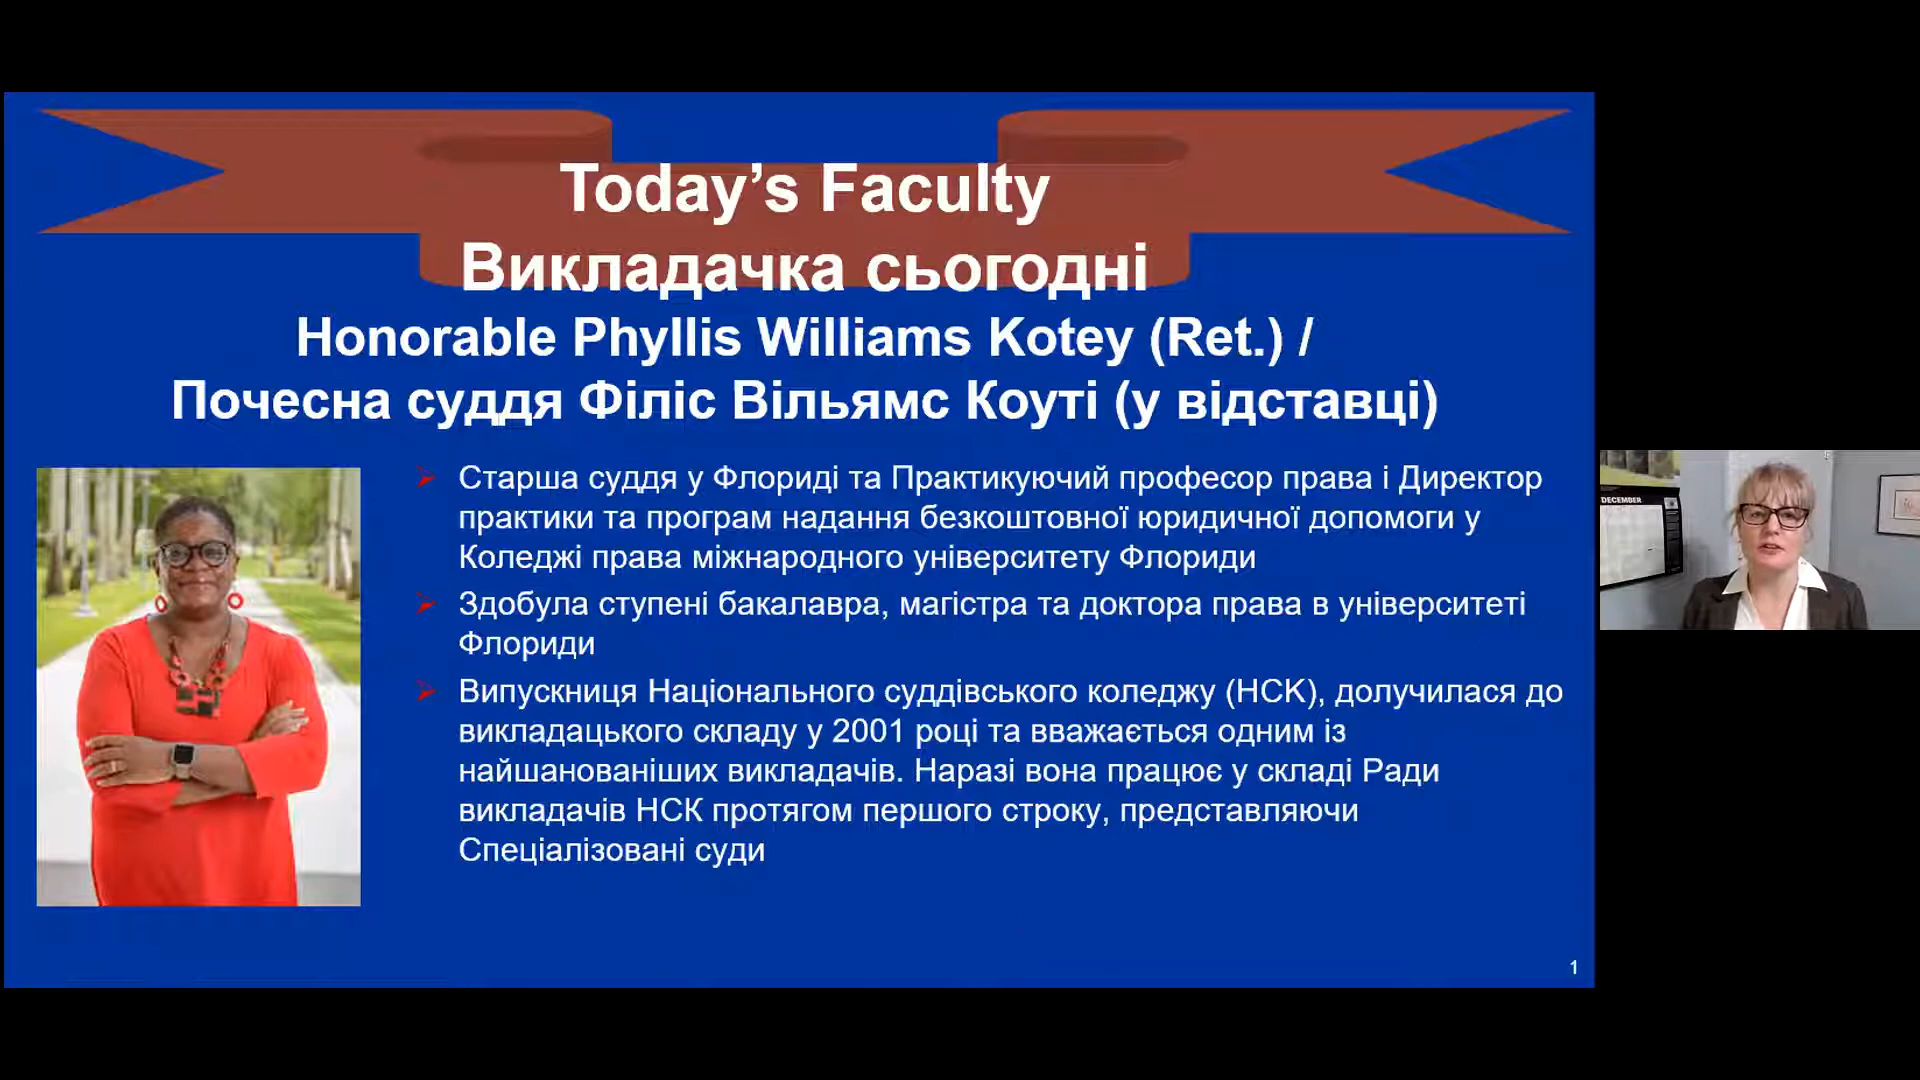 Today’s Faculty
Викладачка сьогодні
Honorable Phyllis Williams Kotey (Ret.) /
Почесна суддя Філіс Вільямс Коуті (у відставці)
Старша суддя у Флориді та Практикуючий професор права і Директор
практики та програм надання безкоштовної юридичної допомоги у
Коледжі права міжнародного університету Флориди
Здобула ступені бакалавра, магістра та доктора права в університеті
Флориди
Випускниця Національного суддівського коледжу (НСК), долучилася до
викладацького складу у 2001 році та вважається одним із
найшанованіших викладачів. Наразі вона працює у складі Ради
викладачів НСК протягом першого строку, представляючи
Спеціалізовані суди
1
DECEMBER